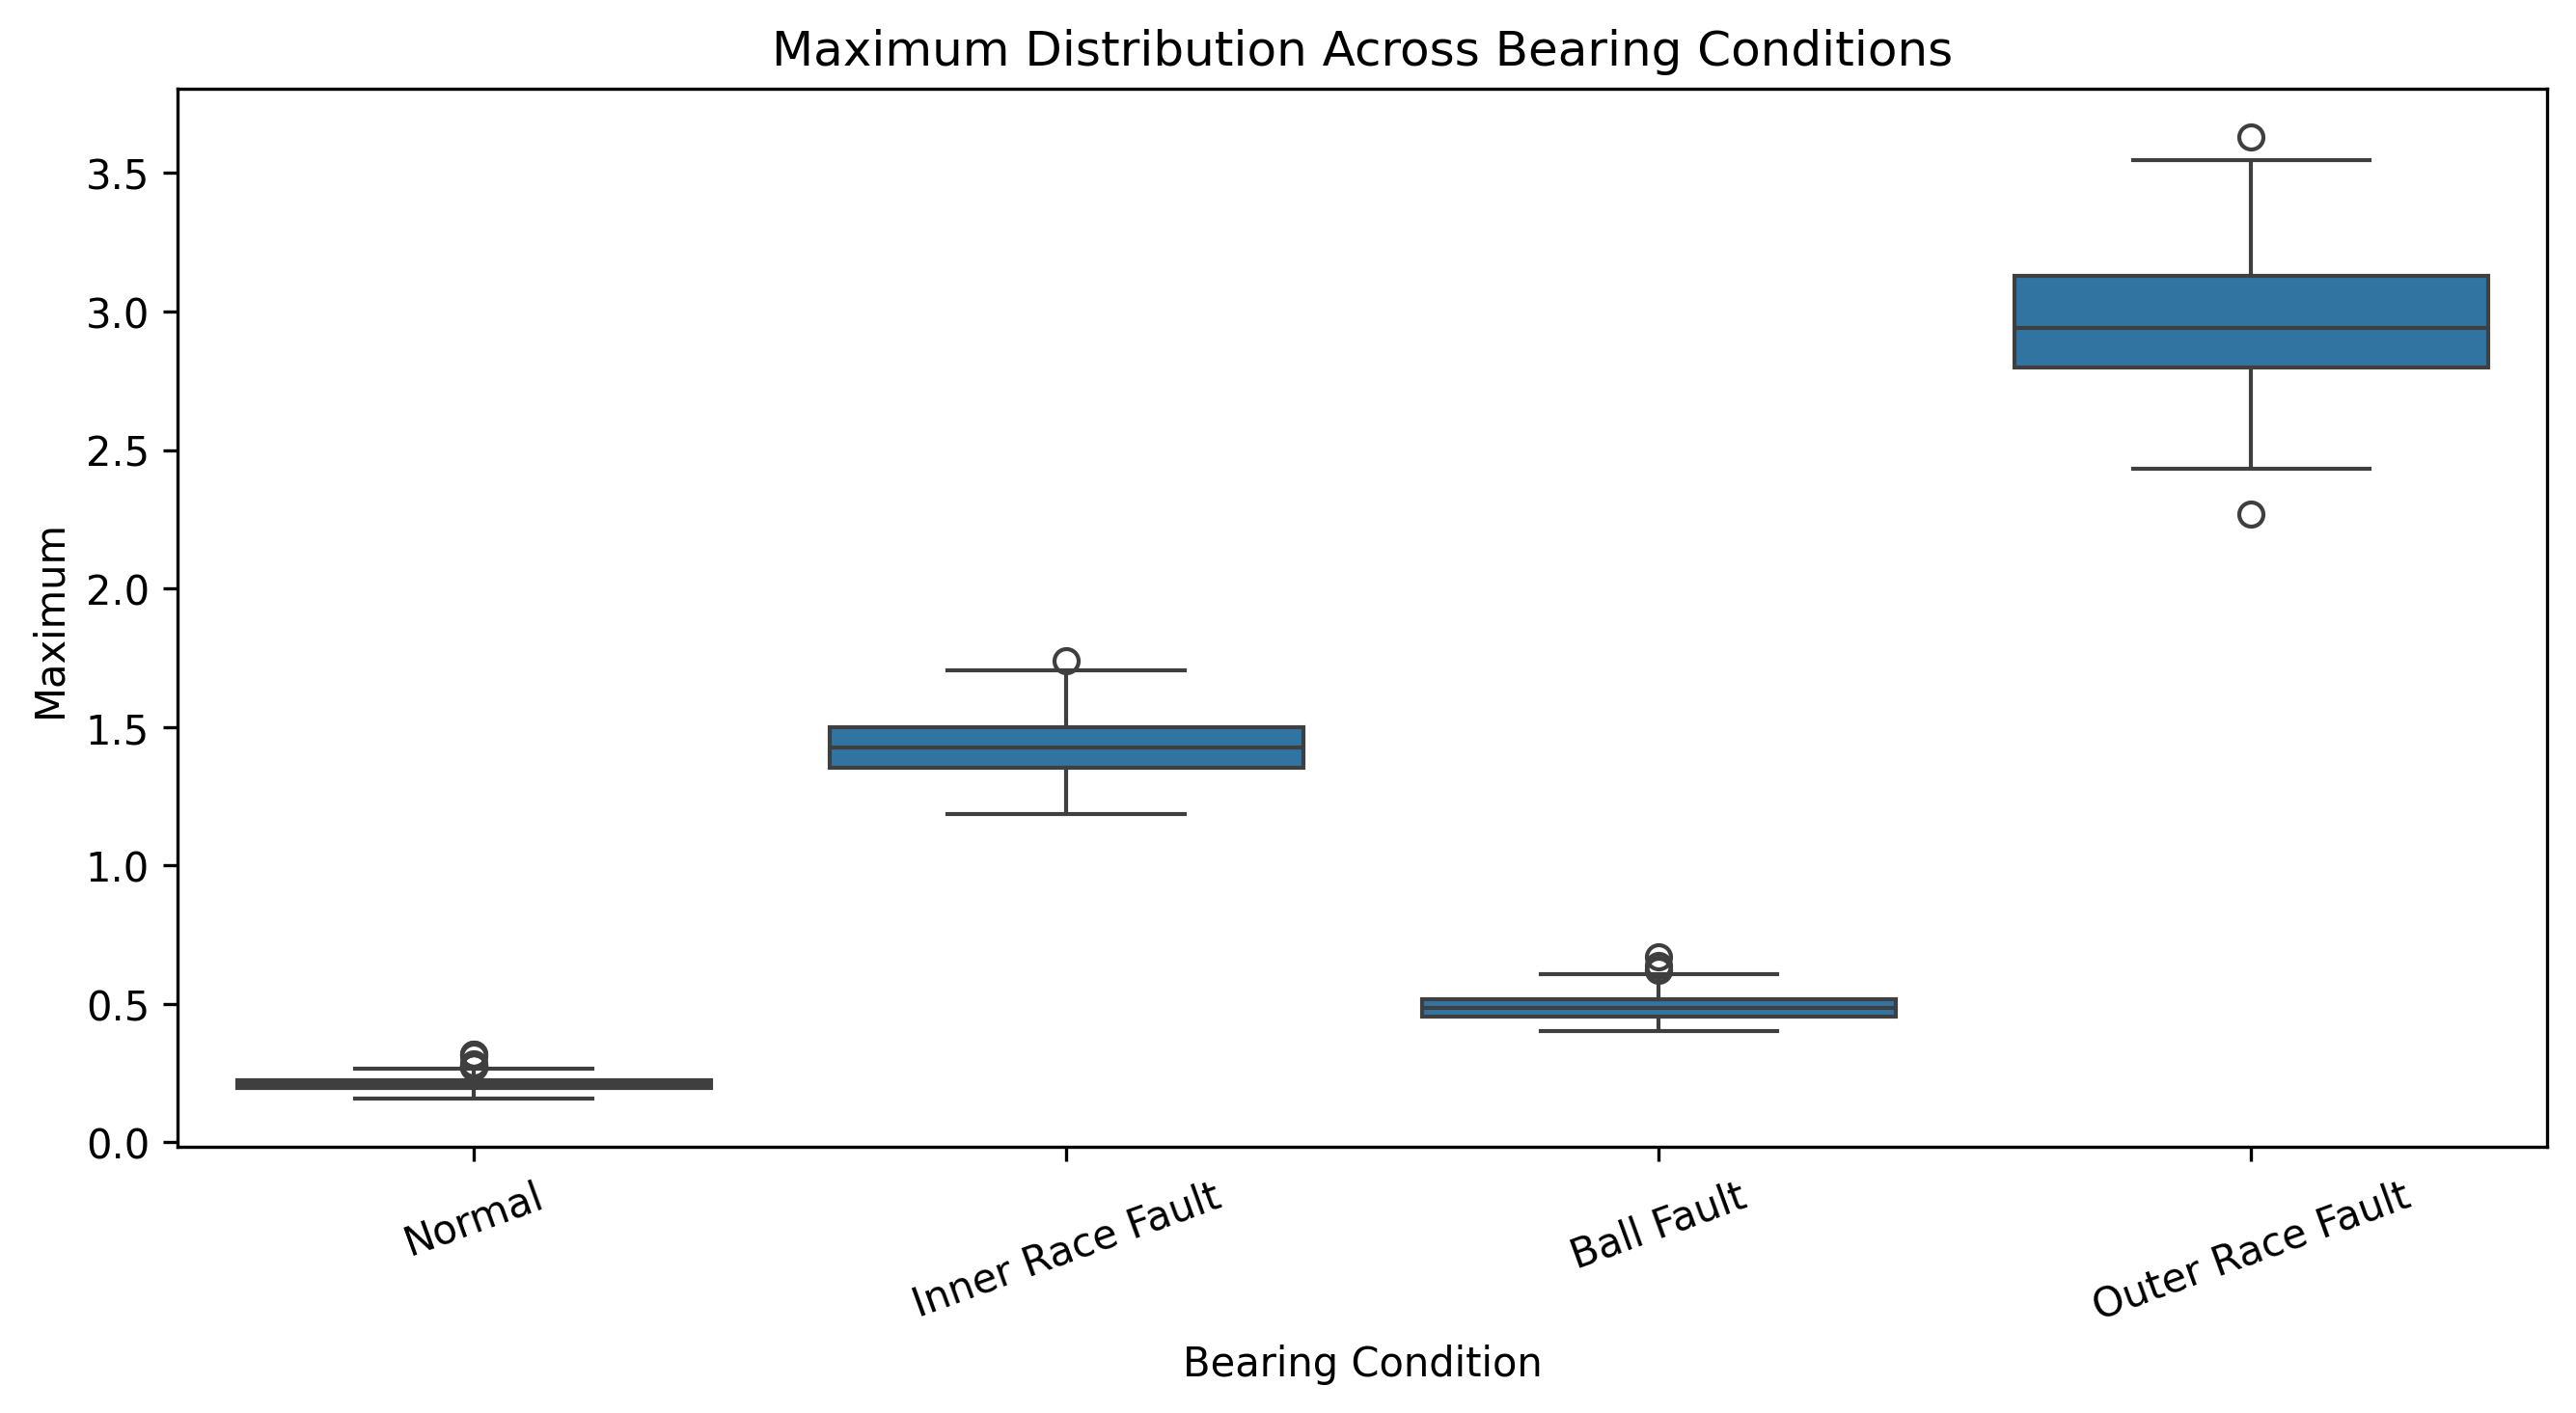 Maximum Distribution Across Bearing Conditions
Maximum
3.5
3.0
2.5
2.0
1.5
1.0
0.5
0.0
Normal
Inner Race Fault
Ball Fault
Outer Race Fault
Bearing Condition